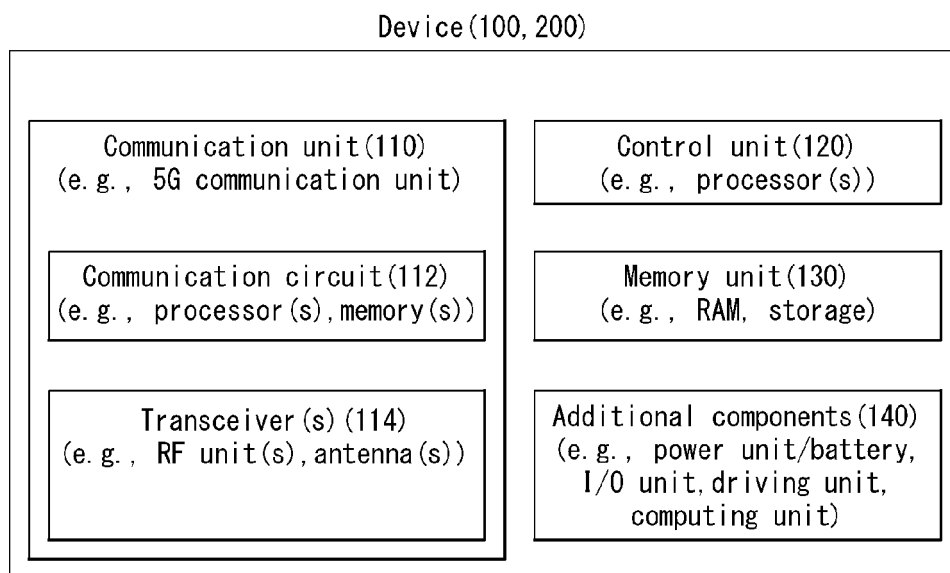 Device(100,200)
Communication unit(110)
(e.g., 5G communication unit)
Communication circuit(112)
(e.g., processor(s),memory(s))
Transceiver(s)(114)
(e.g., RF unit(s),antenna(s))
Control unit(120)
(e.g., processor(s))
Memory unit(130)
(e.g., RAM, storage)
Additional components(140)
(e.g., power unit/battery,
I/O unit,driving unit,
computing unit)